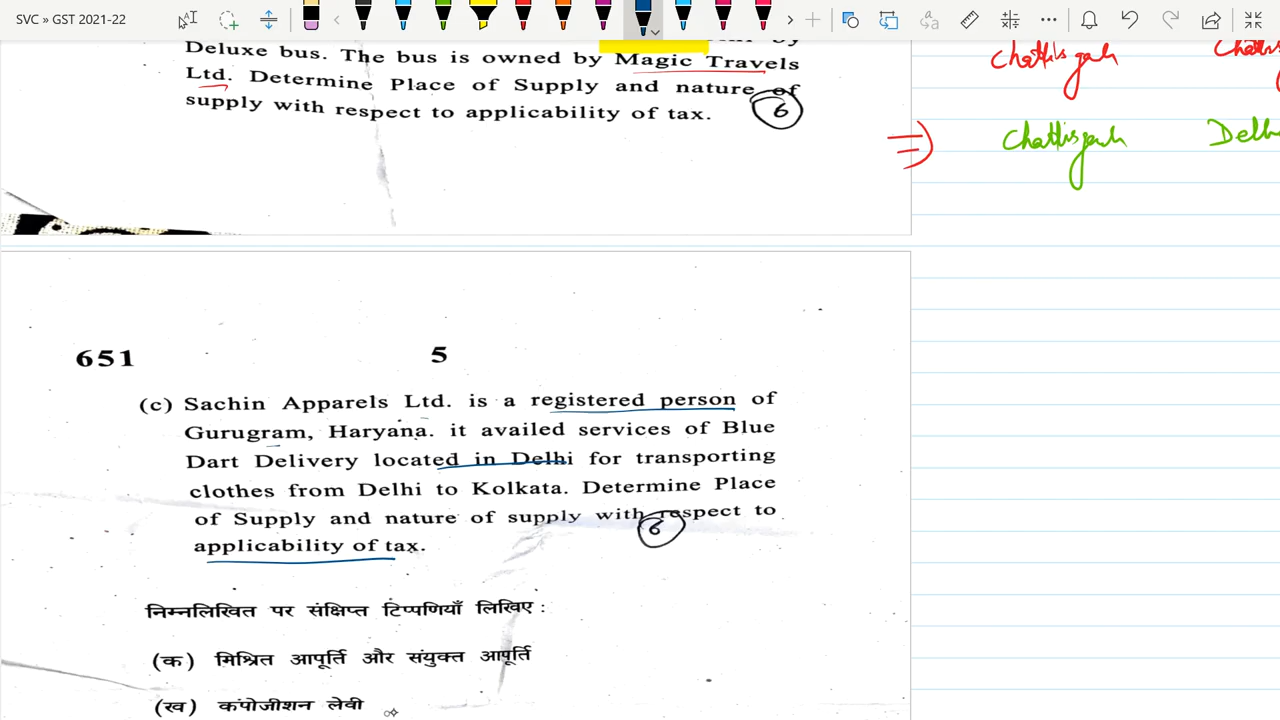 SVC » GST 2021-22
Deluxe bus. The bus is owned by Magic Travels
Ltd. Determine Place of Supply and nature of
supply with respect to applicability of tax.
6
Chattisgarh
Chattisgarh
651
5
(c) Sachin Apparels Ltd. is a registered person of
Gurugram, Haryana. it availed services of Blue
Dart Delivery located in Delhi for transporting
clothes from Delhi to Kolkata. Determine Place
of Supply and nature of supply with respect to
6
applicability of tax.
निम्नलिखित पर संक्षिप्त टिप्पणियाँ लिखिए :
(क) मिश्रित आपूर्ति और संयुक्त आपूर्ति
(ख) कंपोजीशन लेवी